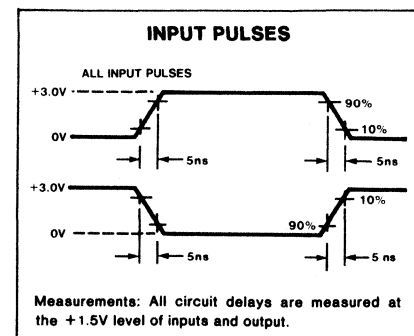 INPUT PULSES
ALL INPUT PULSES
+3.0V
90%
0V
10%
5ns
5ns
+3.0V
10%
0V
90%
5ns
5 ns
Measurements: All circuit delays are measured at
the +1.5V level of inputs and output.